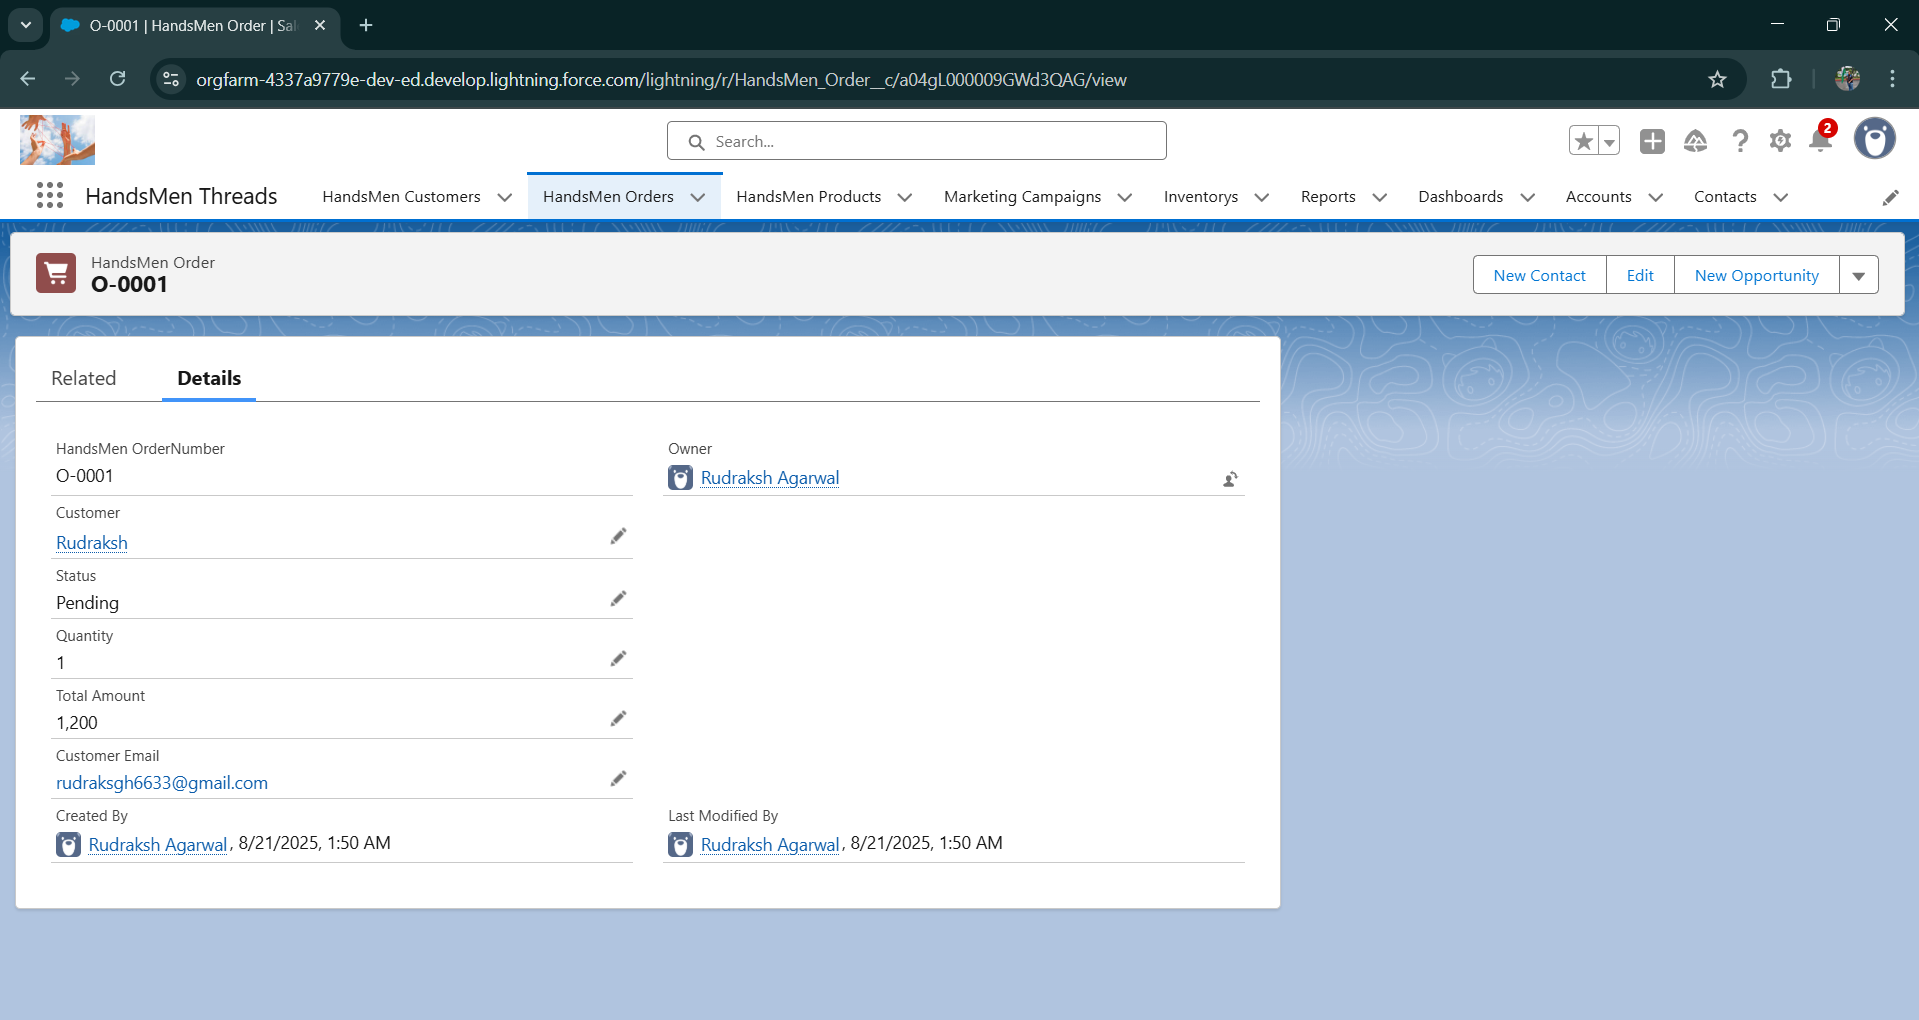 O-0001 | HandsMen Order | Sal
orgfarm-4337a9779e-dev-ed.develop.lightning.force.com/lightning/r/HandsMen_Order__c/a04gL000009GWd3QAG/view
Search...
2
HandsMen Threads
HandsMen Customers
HandsMen Orders
HandsMen Products
Marketing Campaigns
Inventorys
Reports
Dashboards
Accounts
Contacts
HandsMen Order
O-0001
New Contact
Edit
New Opportunity
Related
Details
HandsMen OrderNumber
O-0001
Owner
Rudraksh Agarwal
Customer
Rudraksh
Status
Pending
Quantity
1
Total Amount
1,200
Customer Email
rudraksgh6633@gmail.com
Created By
Rudraksh Agarwal, 8/21/2025, 1:50 AM
Last Modified By
Rudraksh Agarwal, 8/21/2025, 1:50 AM